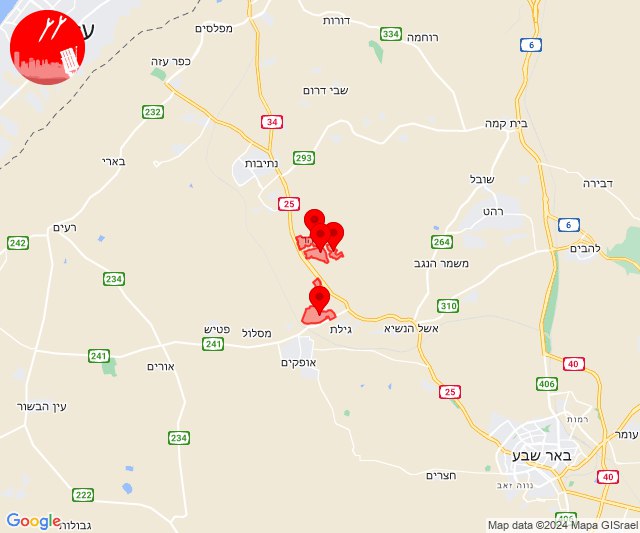 דורות
מפלסים
רוחמה
334
6
כפר עזה
שבי דרום
232
34
בית קמה
293
בארי
נתיבות
שובל
דבירה
25
רהט
רעים
6
242
264
להבים
משמר הנגב
234
310
פטיש
מסלול
גילת
אשל הנשיא
241
241
אופקים
אורים
40
406
25
עין הבשור
רמות
עומר
234
באר שבע
חצרים
40
נווה זאב
222
406
גבולות
Google
Map data ©2024 Mapa GISrael